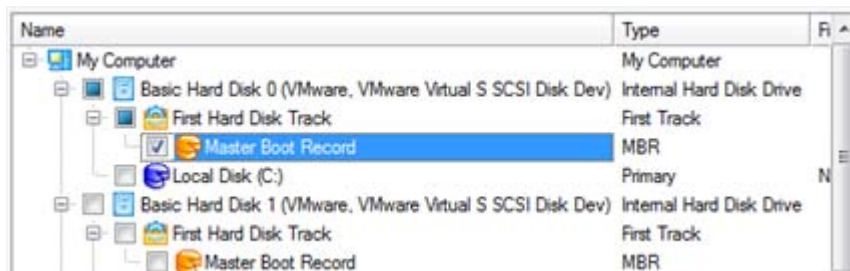 Name Type Fi
My Computer My Computer
Basic Hard Disk 0 (VMware, VMware Virtual S SCSI Disk Dev) Internal Hard Disk Drive
First Hard Disk Track First Track
Master Boot Record MBR
Local Disk (C:) Primary N
Basic Hard Disk 1 (VMware, VMware Virtual S SCSI Disk Dev) Internal Hard Disk Drive
First Hard Disk Track First Track
Master Boot Record MBR